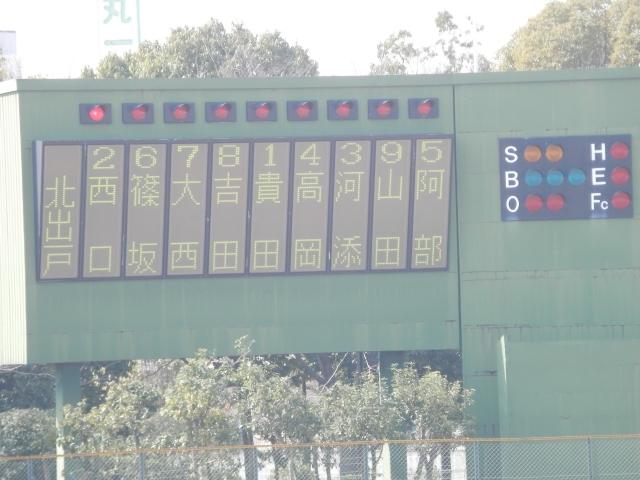 丸一
北出戸
2 西口
6 篠坂
7 大西
8 吉田
1 貴田
4 高岡
3 河添
9 山田
5 阿部
S H
B E
O Fc